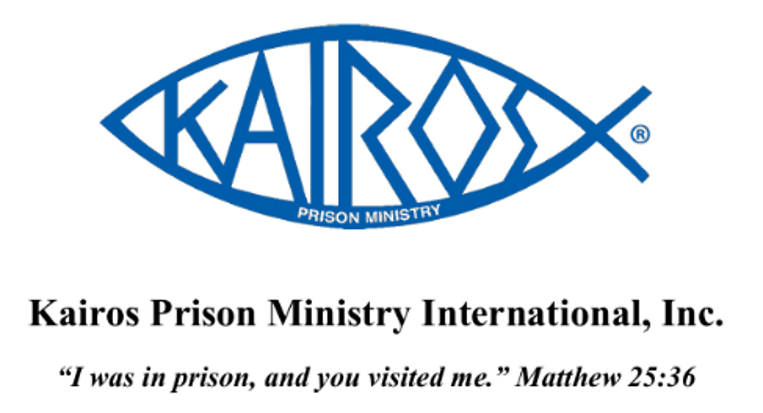 KAIROS ®
PRISON MINISTRY
Kairos Prison Ministry International, Inc.
“I was in prison, and you visited me.” Matthew 25:36